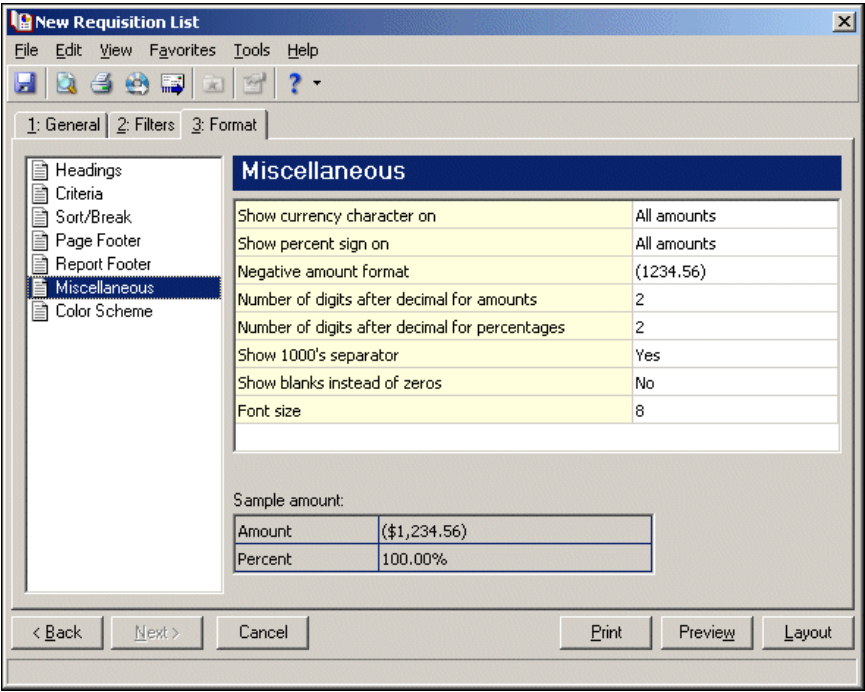 New Requisition List
File Edit View Favorites Tools Help
1: General 2: Filters 3: Format
Headings
Criteria
Sort/Break
Page Footer
Report Footer
Miscellaneous
Color Scheme
Miscellaneous
Show currency character on All amounts
Show percent sign on All amounts
Negative amount format (1234.56)
Number of digits after decimal for amounts 2
Number of digits after decimal for percentages 2
Show 1000's separator Yes
Show blanks instead of zeros No
Font size 8
Sample amount:
Amount ($1,234.56)
Percent 100.00%
< Back Next > Cancel Print Preview Layout